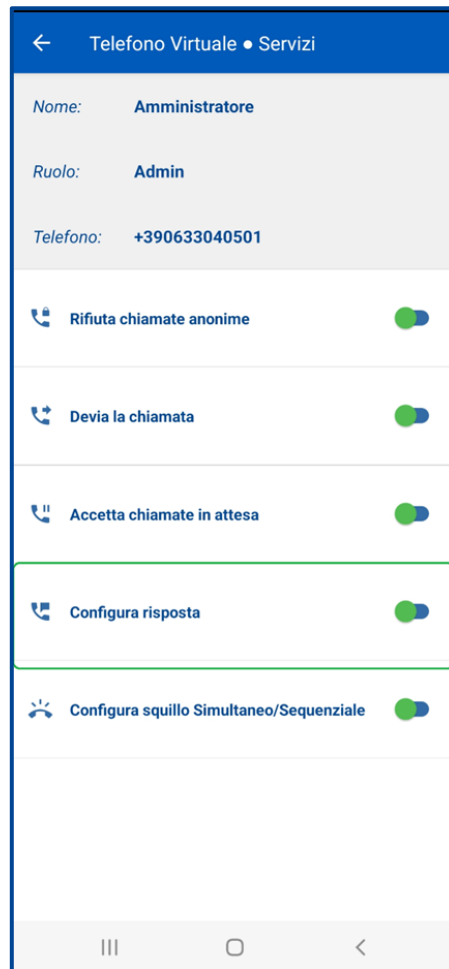 Telefono Virtuale ● Servizi
Nome: Amministratore
Ruolo: Admin
Telefono: +390633040501
Rifiuta chiamate anonime
Devia la chiamata
Accetta chiamate in attesa
Configura risposta
Configura squillo Simultaneo/Sequenziale